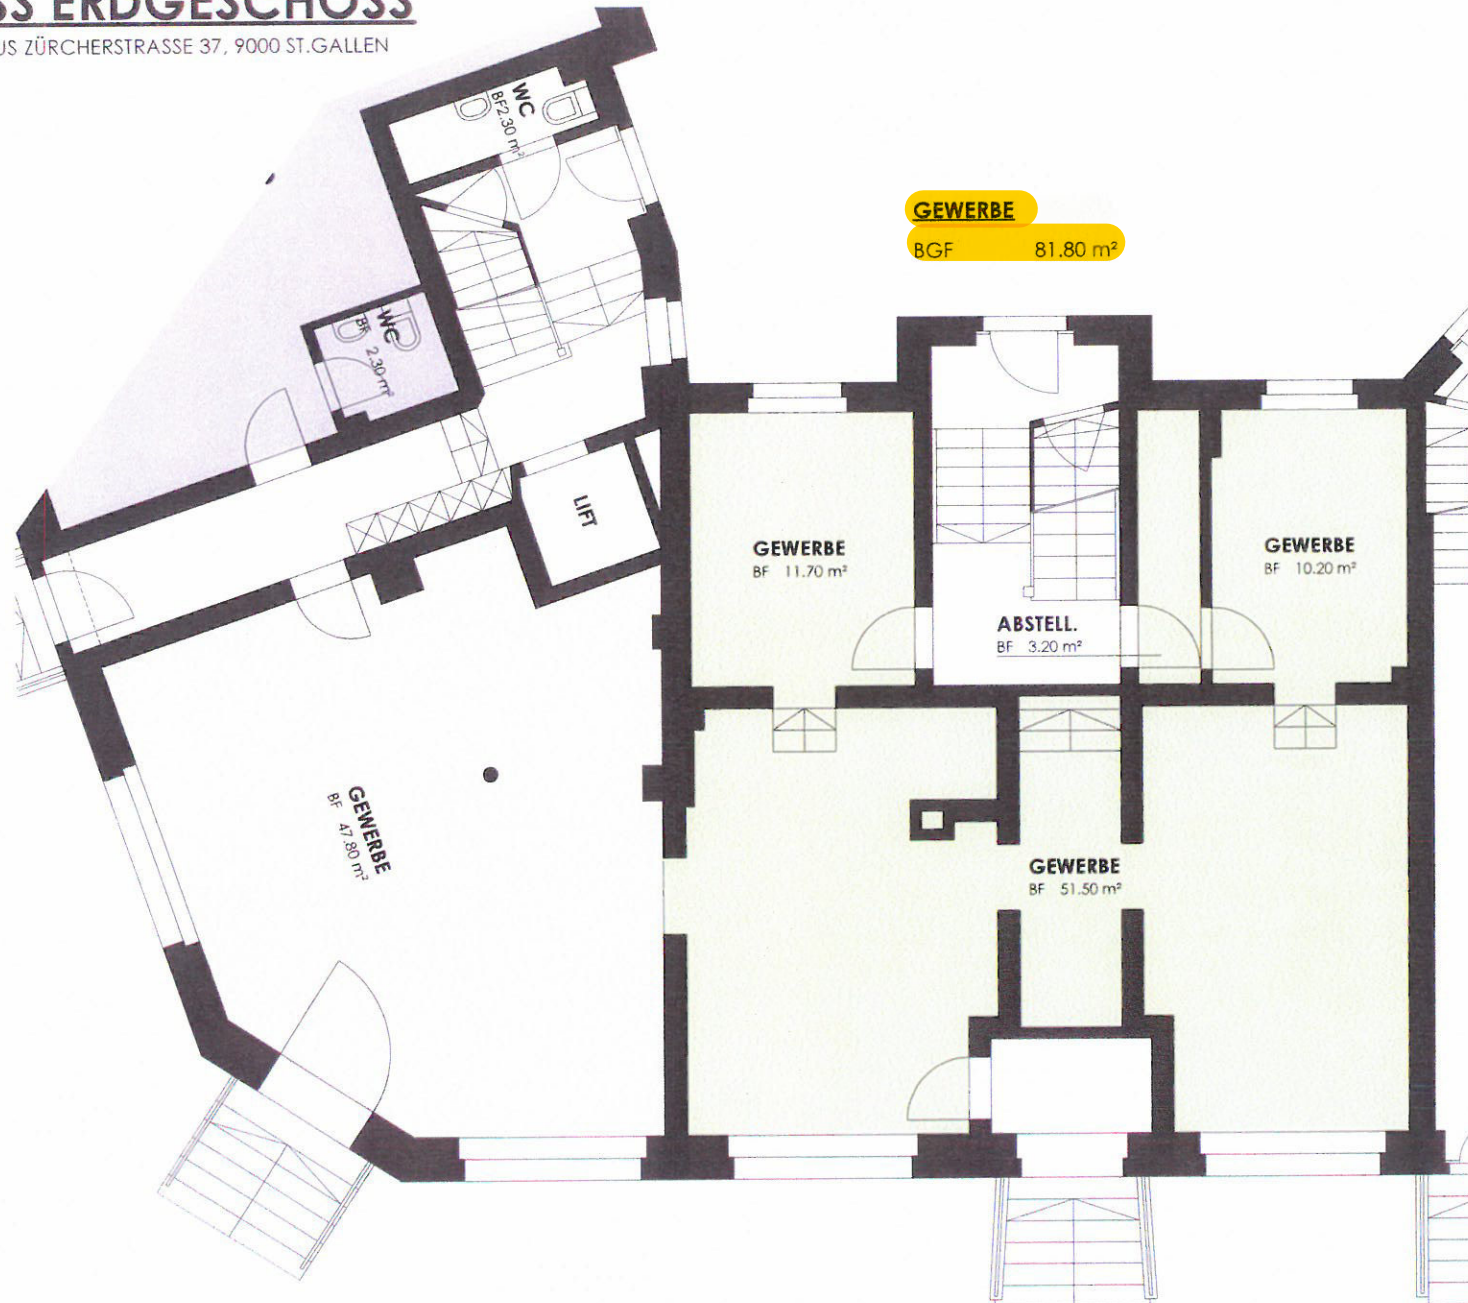 SS ERDGESCHOSS
US ZÜRCHERSTRASSE 37, 9000 ST.GALLEN
WC
BF2.30 m²
GEWERBE
BGF 81.80 m²
WC
BF 2.30 m²
LIFT
GEWERBE
BF 11.70 m²
GEWERBE
BF 10.20 m²
ABSTELL.
BF 3.20 m²
GEWERBE
BF 47.80 m²
GEWERBE
BF 51.50 m²